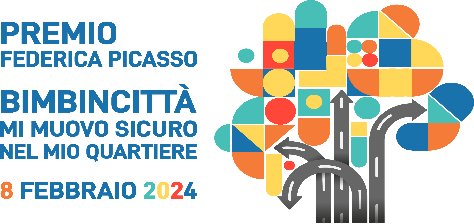 PREMIO
FEDERICA PICASSO
BIMBINCITTÀ
MI MUOVO SICURO
NEL MIO QUARTIERE
8 FEBBRAIO 2024